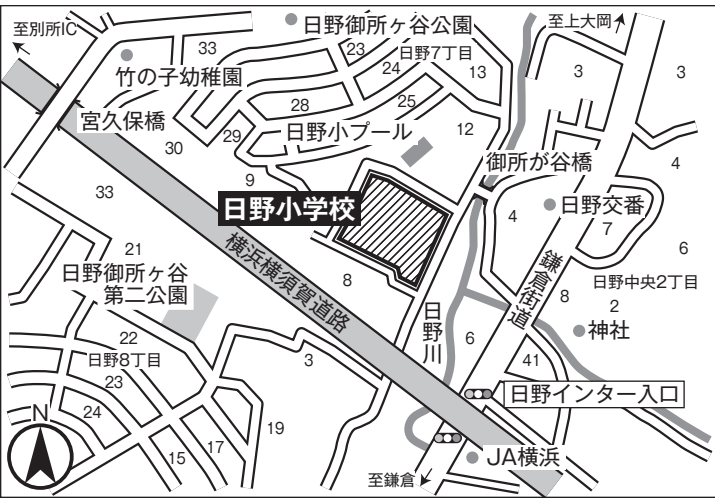 至別所IC
日野御所ヶ谷公園
至上大岡
33
23
日野7丁目
竹の子幼稚園
24
13
3
3
28
25
宮久保橋
29
日野小プール
12
30
御所が谷橋
4
33
9
日野小学校
4
日野交番
7
21
横浜横須賀道路
鎌倉街道
6
日野御所ヶ谷
第二公園
8
日野中央2丁目
8
2
日野川
神社
22
6
日野8丁目
3
41
23
日野インター入口
24
N
19
17
15
JA横浜
至鎌倉